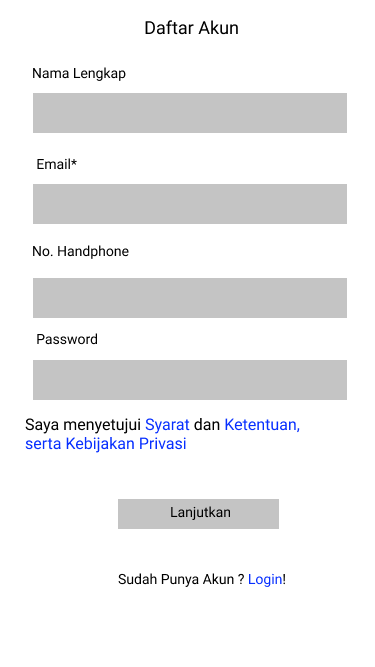 Daftar Akun
Nama Lengkap
Email*
No. Handphone
Password
Saya menyetujui Syarat dan Ketentuan,
serta Kebijakan Privasi
Lanjutkan
Sudah Punya Akun ? Login!